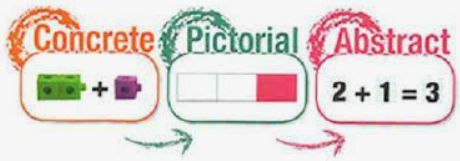 Concrete Pictorial Abstract
+ 2 + 1 = 3